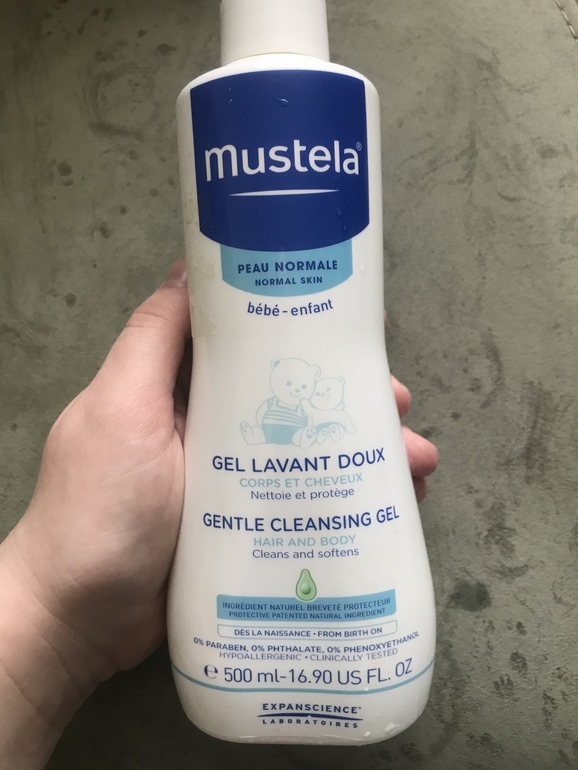 mustela®
PEAU NORMALE
NORMAL SKIN
bébé-enfant
GEL LAVANT DOUX
CORPS ET CHEVEUX
Nettoie et protège
GENTLE CLEANSING GEL
HAIR AND BODY
Cleans and softens
INGRÉDIENT NATUREL BREVETÉ PROTECTEUR
PROTECTIVE PATENTED NATURAL INGREDIENT
DÈS LA NAISSANCE • FROM BIRTH ON
0% PARABEN, 0% PHTHALATE, 0% PHENOXYETHANOL
HYPOALLERGENIC • CLINICALLY TESTED
℮ 500 ml-16.90 US FL. OZ
EXPANSCIENCE®
LABORATOIRES